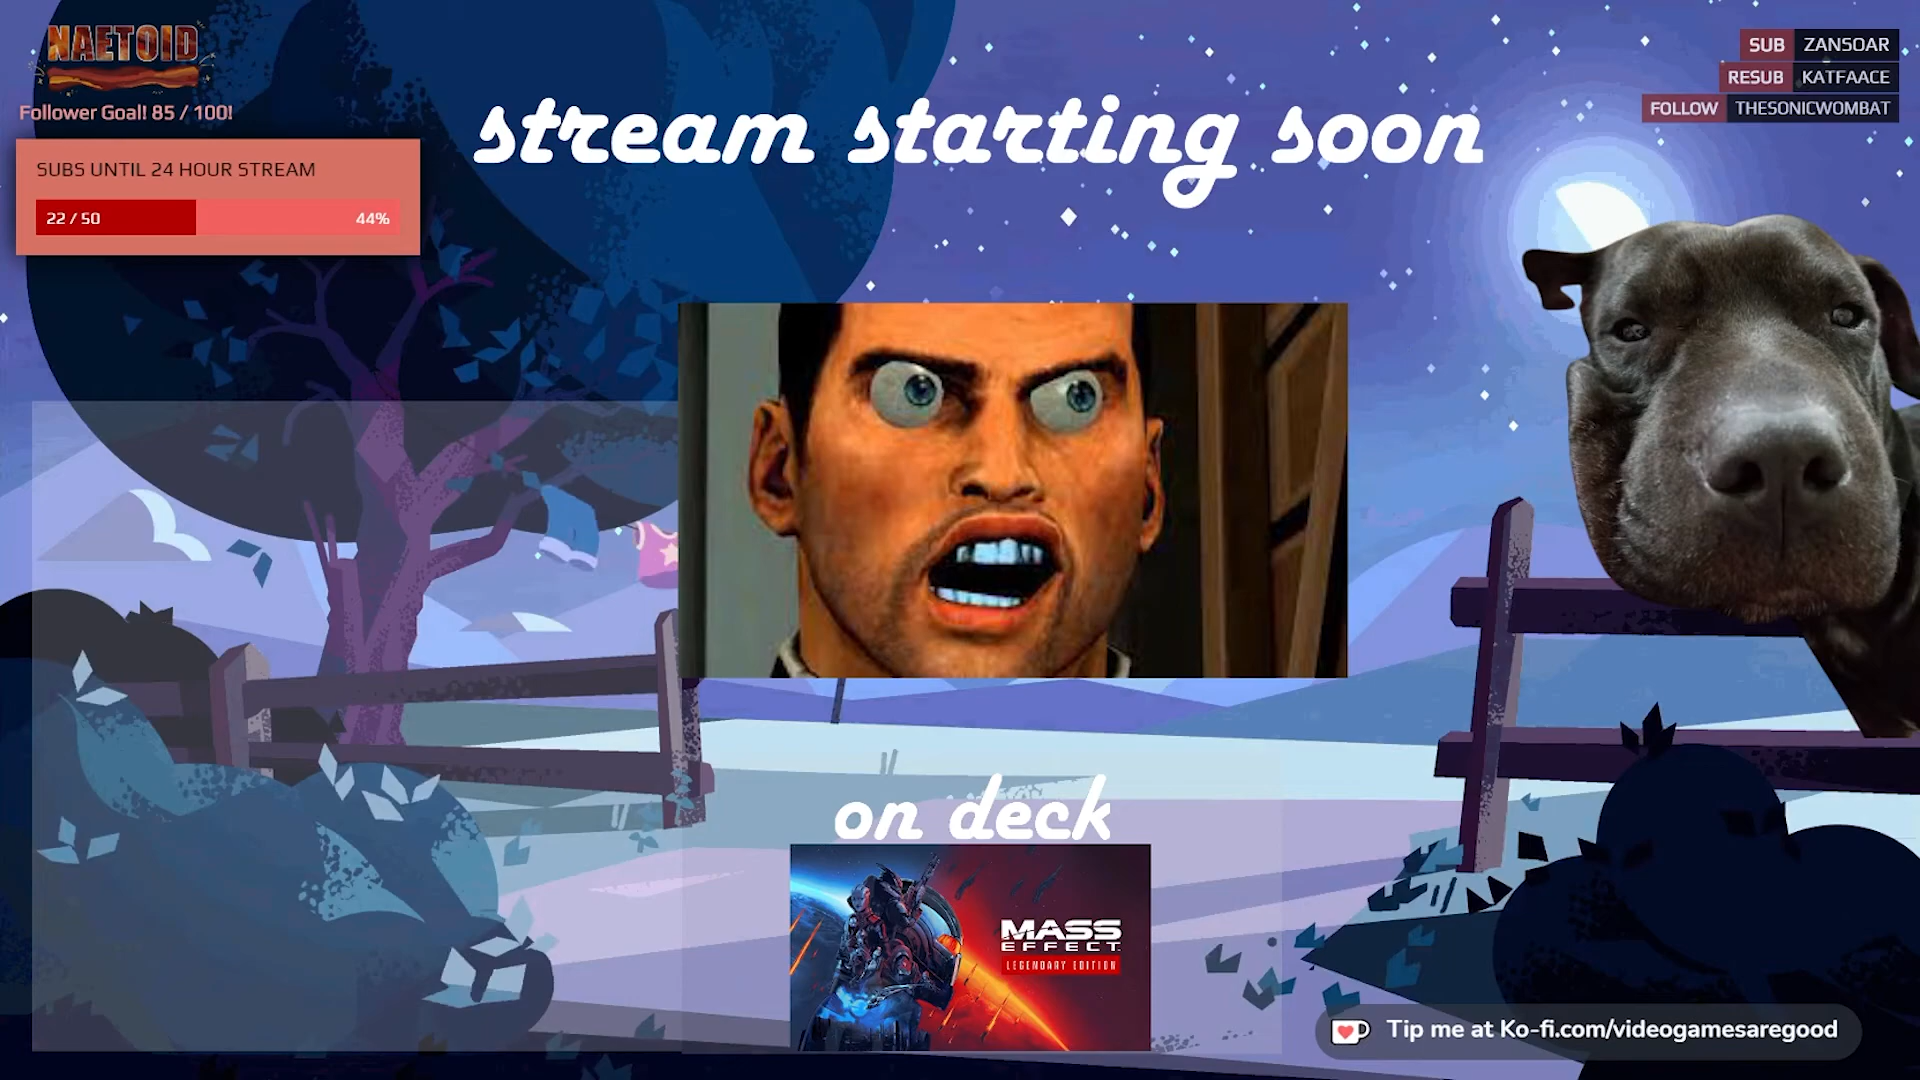 NAETOID
Follower Goal! 85 / 100!
SUBS UNTIL 24 HOUR STREAM
22 / 50 44%
stream starting soon
SUB ZANSOAR
RESUB KATFAACE
FOLLOW THESONICWOMBAT
on deck
MASS
EFFECT
LEGENDARY EDITION
Tip me at Ko-fi.com/videogamesaregood